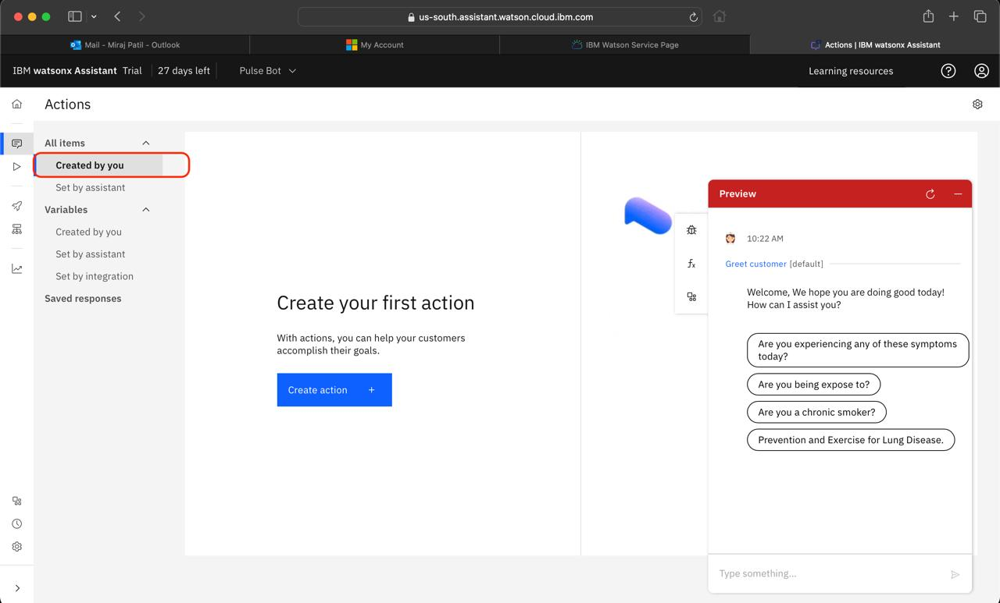 us-south.assistant.watson.cloud.ibm.com
Mail - Miraj Patil - Outlook
My Account
IBM Watson Service Page
Actions | IBM watsonx Assistant
IBM watsonx Assistant Trial
27 days left
Pulse Bot
Learning resources
Actions
All items
Created by you
Set by assistant
Variables
Created by you
Set by assistant
Set by integration
Saved responses
Create your first action
With actions, you can help your customers
accomplish their goals.
Create action +
Preview
10:22 AM
Greet customer [default]
Welcome, We hope you are doing good today!
How can I assist you?
Are you experiencing any of these symptoms
today?
Are you being expose to?
Are you a chronic smoker?
Prevention and Exercise for Lung Disease.
Type something...